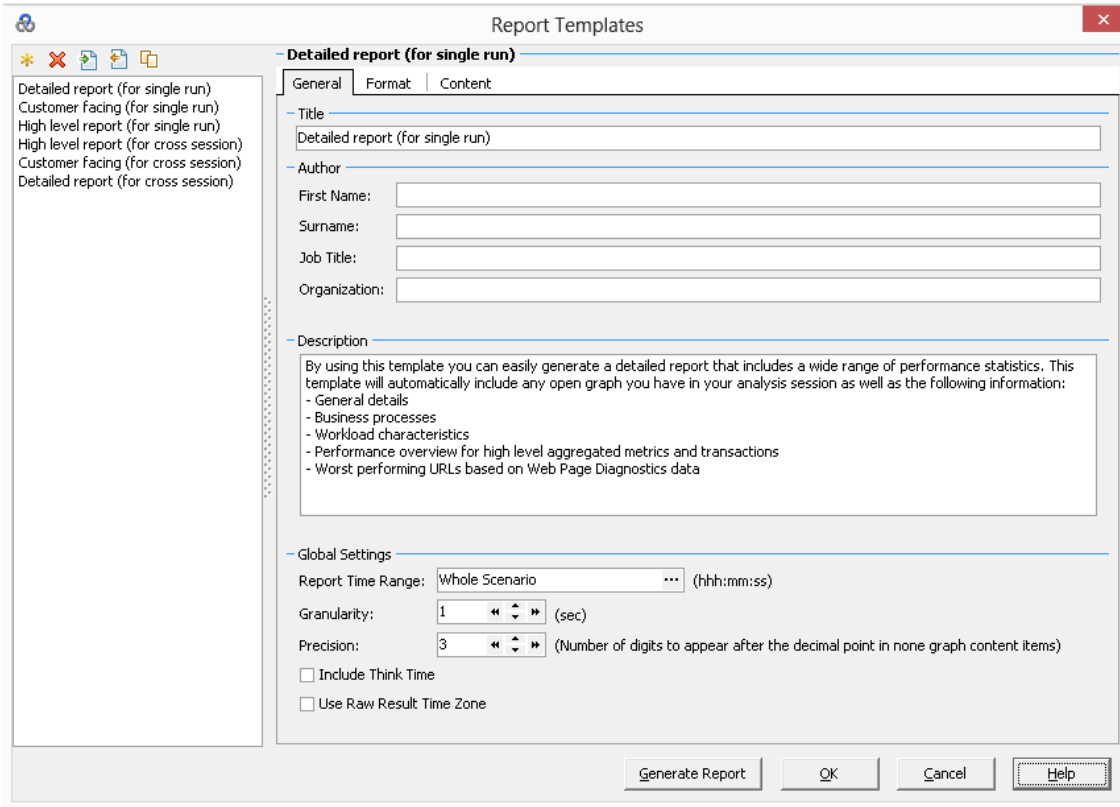 Report Templates
Detailed report (for single run)
Customer facing (for single run)
High level report (for single run)
High level report (for cross session)
Customer facing (for cross session)
Detailed report (for cross session)
Detailed report (for single run)
General Format Content
Title
Detailed report (for single run)
Author
First Name:
Surname:
Job Title:
Organization:
Description
By using this template you can easily generate a detailed report that includes a wide range of performance statistics. This
template will automatically include any open graph you have in your analysis session as well as the following information:
- General details
- Business processes
- Workload characteristics
- Performance overview for high level aggregated metrics and transactions
- Worst performing URLs based on Web Page Diagnostics data
Global Settings
Report Time Range: Whole Scenario ... (hhh:mm:ss)
Granularity: 1 (sec)
Precision: 3 (Number of digits to appear after the decimal point in none graph content items)
Include Think Time
Use Raw Result Time Zone
Generate Report OK Cancel Help